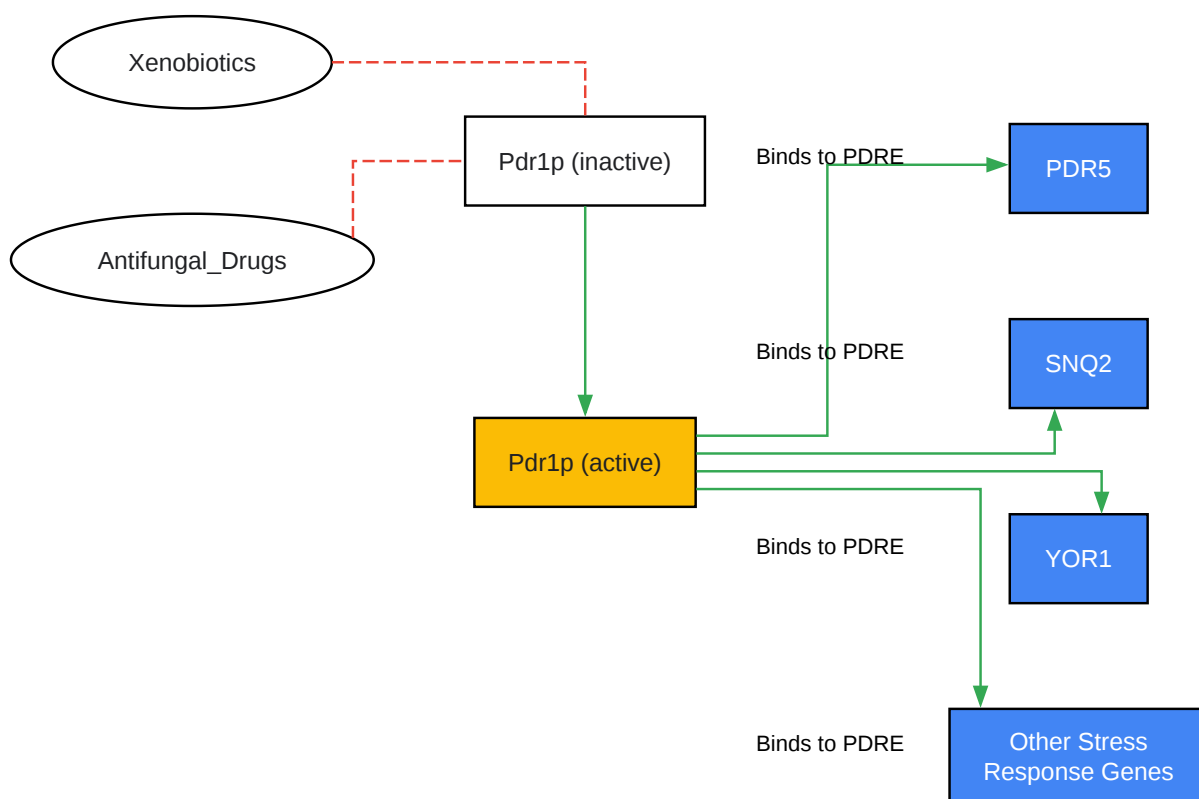 Xenobiotics
Pdr1p (inactive)
Binds to PDRE
PDR5
Antifungal_Drugs
Binds to PDRE
SNQ2
Pdr1p (active)
Binds to PDRE
YOR1
Binds to PDRE
Other Stress
Response Genes